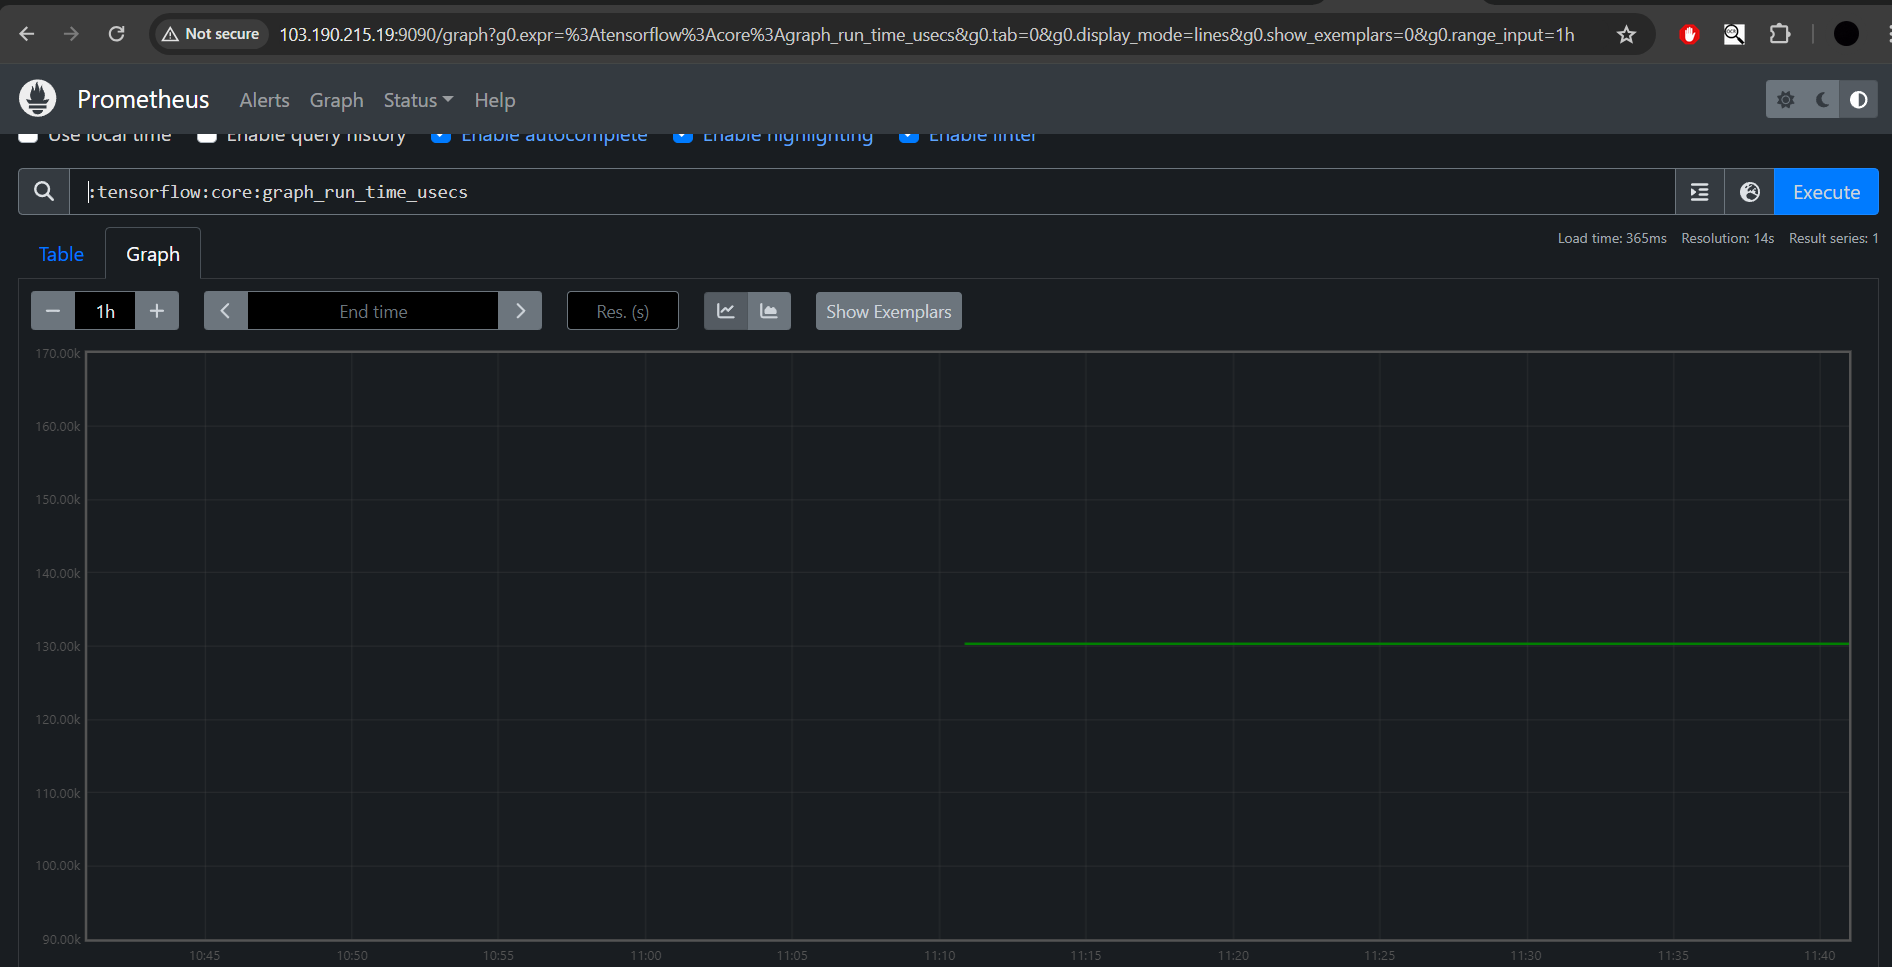 Not secure 103.190.215.19:9090/graph?g0.expr=%3Atensorflow%3Acore%3Agraph_run_time_usecs&g0.tab=0&g0.display_mode=lines&g0.show_exemplars=0&g0.range_input=1h
Prometheus Alerts Graph Status Help
Use local time Enable query history Enable autocomplete Enable highlighting Enable linter
:tensorflow:core:graph_run_time_usecs Execute
Load time: 365ms Resolution: 14s Result series: 1
Table Graph
1h End time Res. (s) Show Exemplars
170.00k
160.00k
150.00k
140.00k
130.00k
120.00k
110.00k
100.00k
90.00k
10:45 10:50 10:55 11:00 11:05 11:10 11:15 11:20 11:25 11:30 11:35 11:40